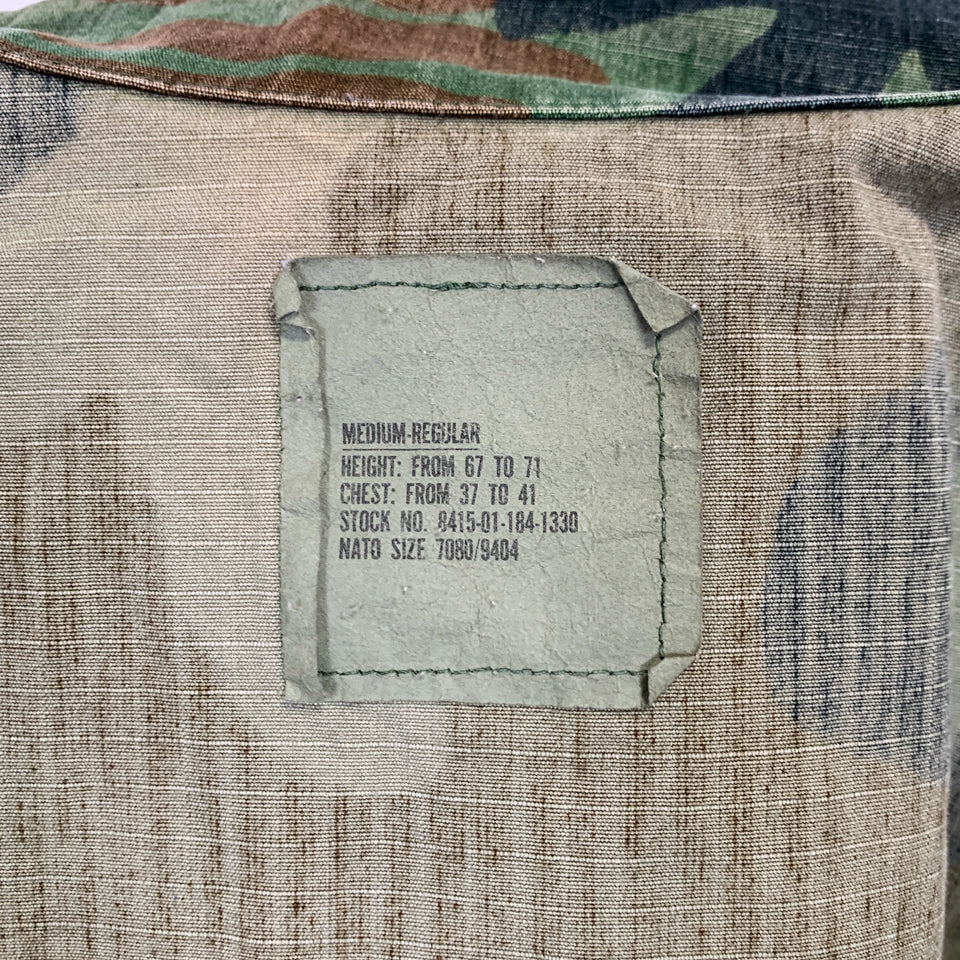 MEDIUM-REGULAR
HEIGHT: FROM 67 TO 71
CHEST: FROM 37 TO 41
STOCK NO. 8415-01-184-1330
NATO SIZE 7080/9404